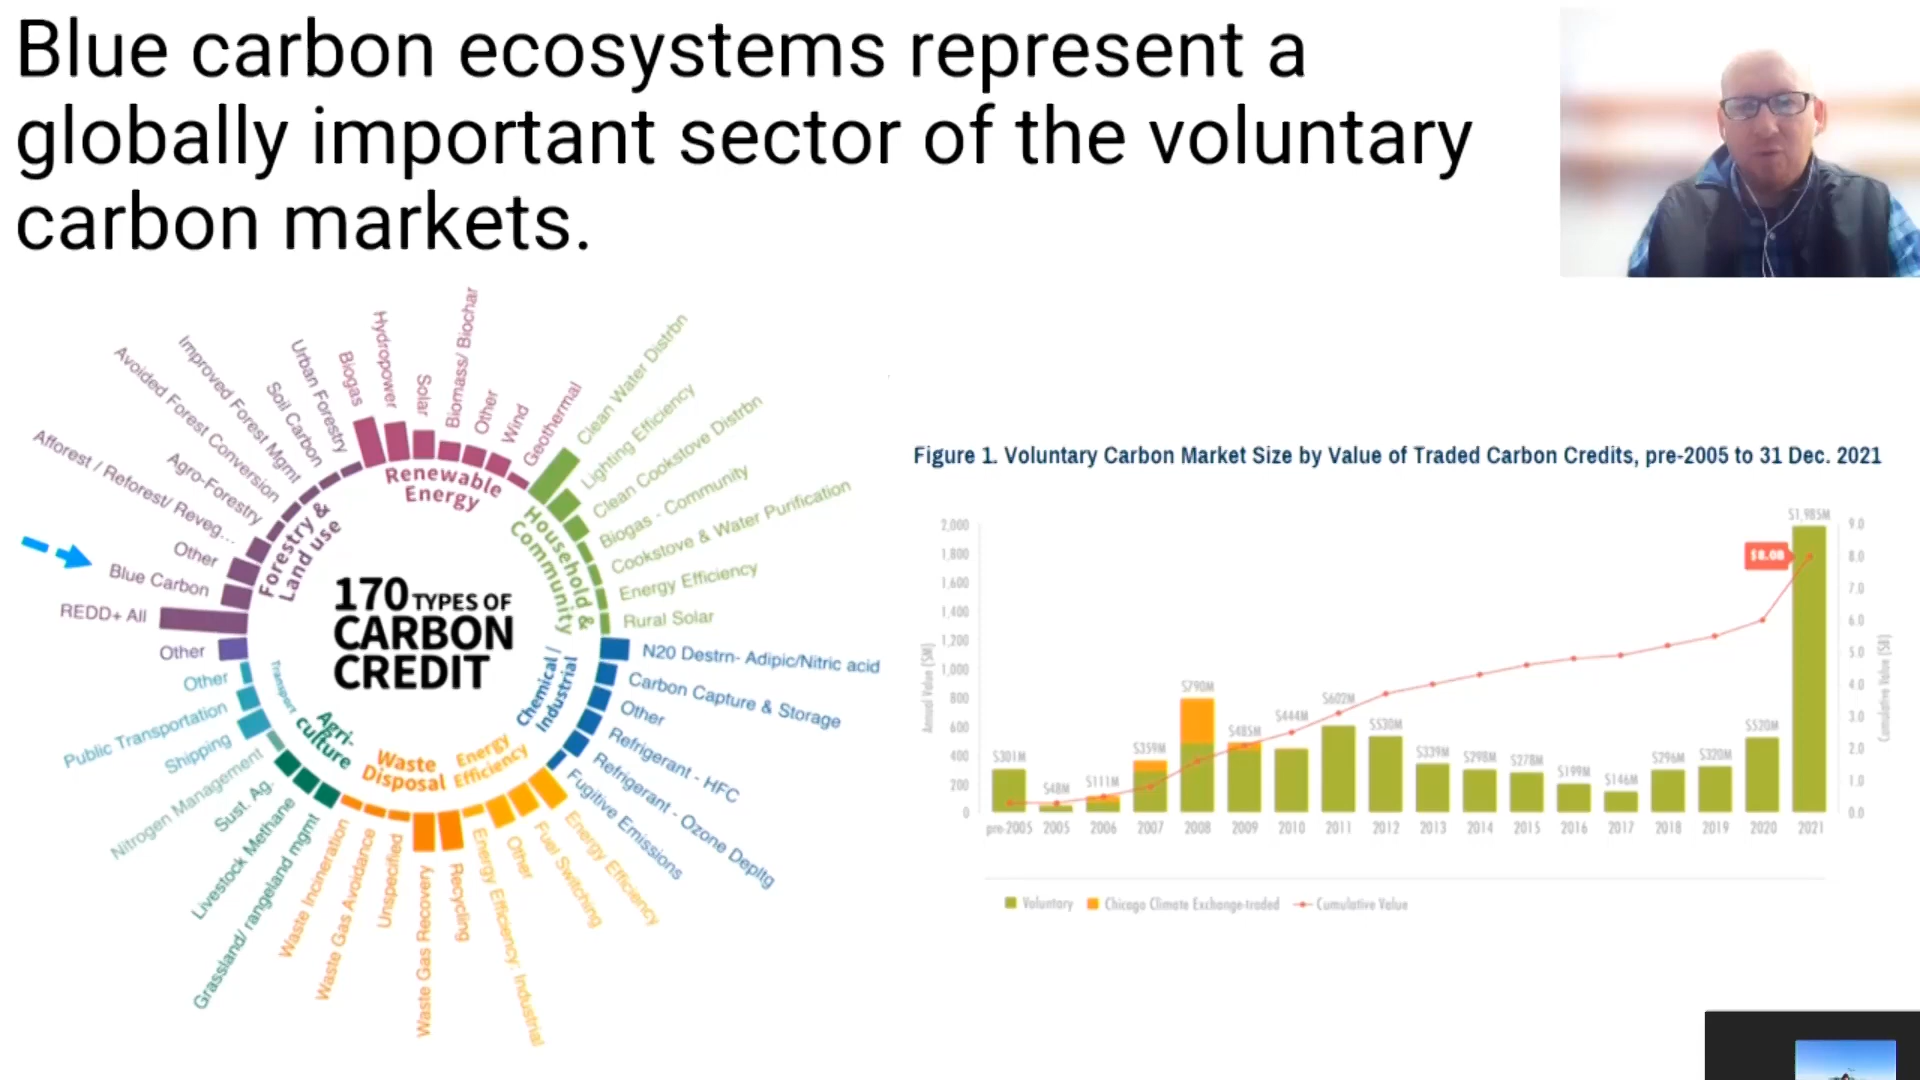 Blue carbon ecosystems represent a
globally important sector of the voluntary
carbon markets.
170 TYPES OF
CARBON
CREDIT
Renewable
Energy
Biogas
Hydropower
Solar
Biomass/ Biochar
Other
Wind
Geothermal
Household &
Community
Clean Water Distrbn
Lighting Efficiency
Clean Cookstove Distrbn
Biogas - Community
Cookstove & Water Purification
Energy Efficiency
Rural Solar
Chemical /
Industrial
N20 Destrn- Adipic/Nitric acid
Carbon Capture & Storage
Other
Refrigerant - HFC
Refrigerant - Ozone Depltg
Fugitive Emissions
Energy
Efficiency
Energy Efficiency
Fuel Switching
Other
Energy Efficiency: Industrial
Waste
Disposal
Recycling
Waste Gas Recovery
Unspecified
Waste Gas Avoidance
Waste Incineration
Agri-
culture
Grassland/ rangeland mgmt
Livestock Methane
Sust. Ag.
Nitrogen Management
Transport
Shipping
Public Transportation
Other
Other
Forestry &
Land use
REDD+ All
Blue Carbon
Other
Afforest / Reforest/ Reveg...
Agro-Forestry
Avoided Forest Conversion
Improved Forest Mgmt
Soil Carbon
Urban Forestry
Figure 1. Voluntary Carbon Market Size by Value of Traded Carbon Credits, pre-2005 to 31 Dec. 2021
Annual Value ($M)
2,000
1,800
1,600
1,400
1,200
1,000
800
600
400
200
0
$301M
$48M
$111M
$359M
$790M
$485M
$444M
$602M
$530M
$339M
$298M
$278M
$199M
$146M
$296M
$320M
$520M
$1,985M
$8.0B
9.0
8.0
7.0
6.0
5.0
4.0
3.0
2.0
1.0
0.0
Cumulative Value ($B)
pre-2005 2005 2006 2007 2008 2009 2010 2011 2012 2013 2014 2015 2016 2017 2018 2019 2020 2021
Voluntary Chicago Climate Exchange-traded Cumulative Value